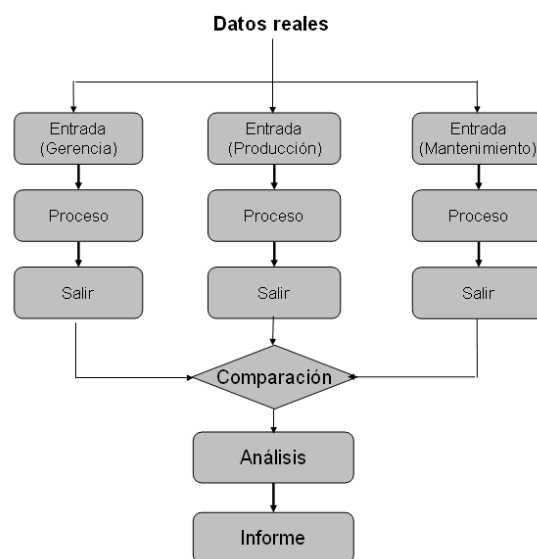 Datos reales
Entrada
(Gerencia)
Entrada
(Producción)
Entrada
(Mantenimiento)
Proceso
Proceso
Proceso
Salir
Salir
Salir
Comparación
Análisis
Informe